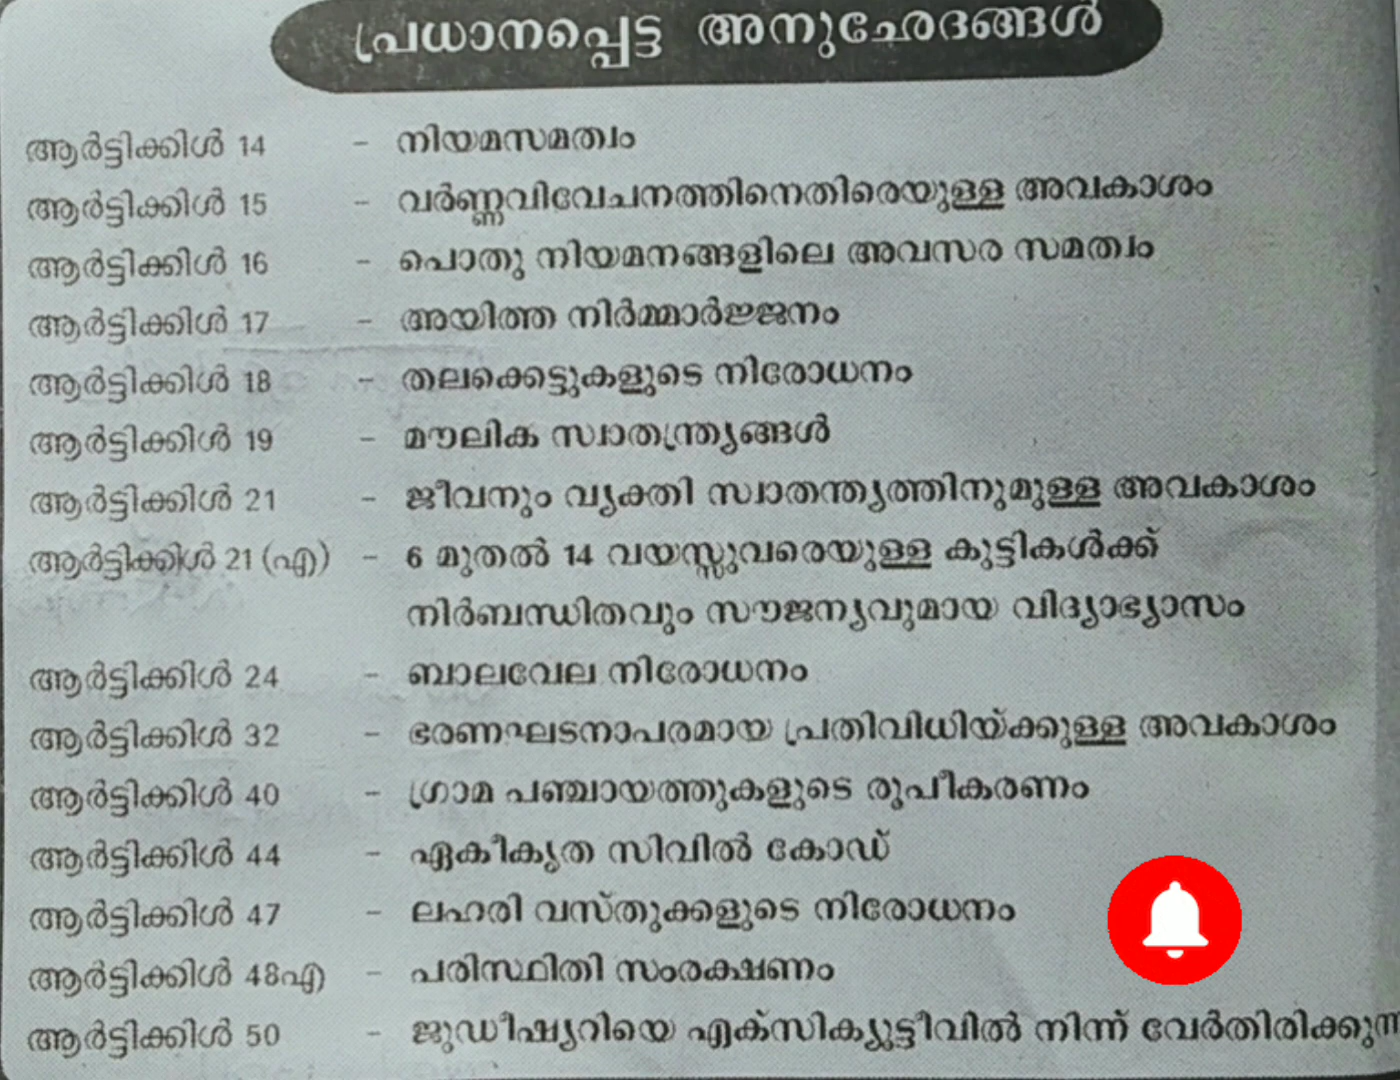 പ്രധാനപ്പെട്ട അനുഛേദങ്ങൾ
ആർട്ടിക്കിൾ 14 - നിയമസമത്വം
ആർട്ടിക്കിൾ 15 - വർണ്ണവിവേചനത്തിനെതിരെയുള്ള അവകാശം
ആർട്ടിക്കിൾ 16 - പൊതു നിയമനങ്ങളിലെ അവസര സമത്വം
ആർട്ടിക്കിൾ 17 - അയിത്ത നിർമ്മാർജ്ജനം
ആർട്ടിക്കിൾ 18 - തലക്കെട്ടുകളുടെ നിരോധനം
ആർട്ടിക്കിൾ 19 - മൗലിക സ്വാതന്ത്ര്യങ്ങൾ
ആർട്ടിക്കിൾ 21 - ജീവനും വ്യക്തി സ്വാതന്ത്യത്തിനുമുള്ള അവകാശം
ആർട്ടിക്കിൾ 21 (എ) - 6 മുതൽ 14 വയസ്സുവരെയുള്ള കുട്ടികൾക്ക്
നിർബന്ധിതവും സൗജന്യവുമായ വിദ്യാഭ്യാസം
ആർട്ടിക്കിൾ 24 - ബാലവേല നിരോധനം
ആർട്ടിക്കിൾ 32 - ഭരണഘടനാപരമായ പ്രതിവിധിയ്ക്കുള്ള അവകാശം
ആർട്ടിക്കിൾ 40 - ഗ്രാമ പഞ്ചായത്തുകളുടെ രൂപീകരണം
ആർട്ടിക്കിൾ 44 - ഏകീകൃത സിവിൽ കോഡ്
ആർട്ടിക്കിൾ 47 - ലഹരി വസ്തുക്കളുടെ നിരോധനം
ആർട്ടിക്കിൾ 48എ - പരിസ്ഥിതി സംരക്ഷണം
ആർട്ടിക്കിൾ 50 - ജുഡീഷ്യറിയെ എക്സിക്യൂട്ടീവിൽ നിന്ന്